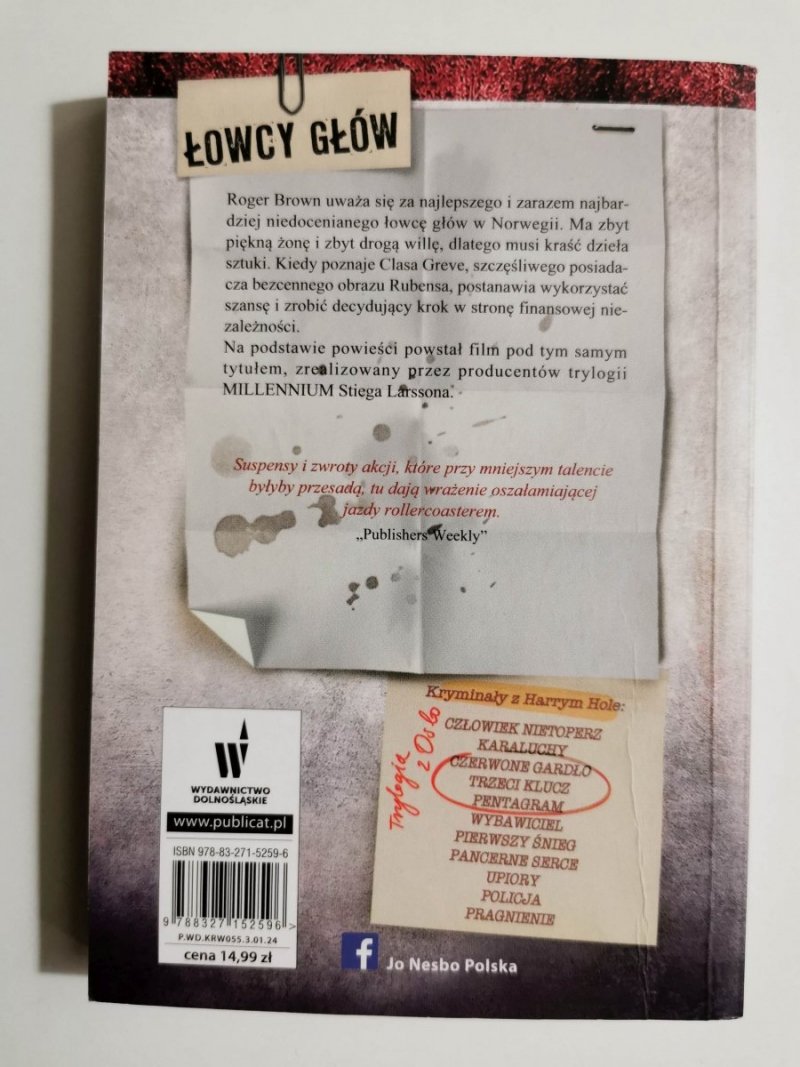 ŁOWCY GŁÓW
Roger Brown uważa się za najlepszego i zarazem najbar-
dziej niedocenianego łowcę głów w Norwegii. Ma zbyt
piękną żonę i zbyt drogą willę, dlatego musi kraść dzieła
sztuki. Kiedy poznaje Clasa Greve, szczęśliwego posiada-
cza bezcennego obrazu Rubensa, postanawia wykorzystać
szansę i zrobić decydujący krok w stronę finansowej nie-
zależności.
Na podstawie powieści powstał film pod tym samym
tytułem, zrealizowany przez producentów trylogii
MILLENNIUM Stiega Larssona.
Suspensy i zwroty akcji, które przy mniejszym talencie
byłyby przesadą, tu dają wrażenie oszałamiającej
jazdy rollercoasterem.
„Publishers Weekly”
Kryminały z Harrym Hole:
CZŁOWIEK NIETOPERZ
KARALUCHY
CZERWONE GARDŁO
TRZECI KLUCZ
PENTAGRAM
WYBAWICIEL
PIERWSZY ŚNIEG
PANCERNE SERCE
UPIORY
POLICJA
PRAGNIENIE
Trylogia
z Oslo
W
WYDAWNICTWO
DOLNOŚLĄSKIE
www.publicat.pl
ISBN 978-83-271-5259-6
9 788327 152596 >
P.WD.KRW055.3.01.24
cena 14,99 zł
f Jo Nesbo Polska